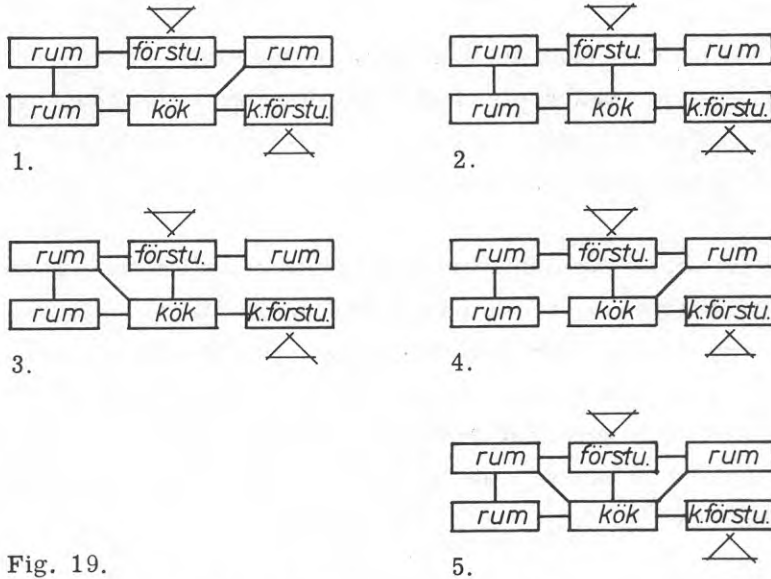 rum förstu. rum
rum kök k.förstu.
1.
rum förstu. rum
rum kök k.förstu.
2.
rum förstu. rum
rum kök k.förstu.
3.
rum förstu. rum
rum kök k.förstu.
4.
rum förstu. rum
rum kök k.förstu.
5.
Fig. 19.